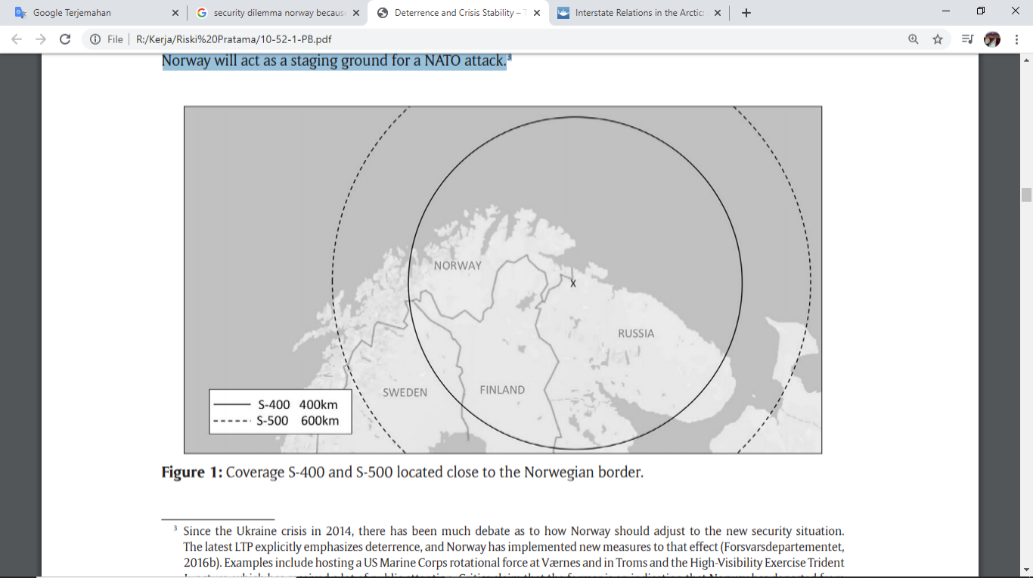 Google Terjemahan
security dilemma norway becaus
Deterrence and Crisis Stability –
Interstate Relations in the Arctic
File R:/Kerja/Riski%20Pratama/10-52-1-PB.pdf
Norway will act as a staging ground for a NATO attack.³
NORWAY
RUSSIA
SWEDEN
FINLAND
S-400 400km
S-500 600km
Figure 1: Coverage S-400 and S-500 located close to the Norwegian border.
³ Since the Ukraine crisis in 2014, there has been much debate as to how Norway should adjust to the new security situation.
The latest LTP explicitly emphasizes deterrence, and Norway has implemented new measures to that effect (Forsvarsdepartementet,
2016b). Examples include hosting a US Marine Corps rotational force at Værnes and in Troms and the High-Visibility Exercise Trident